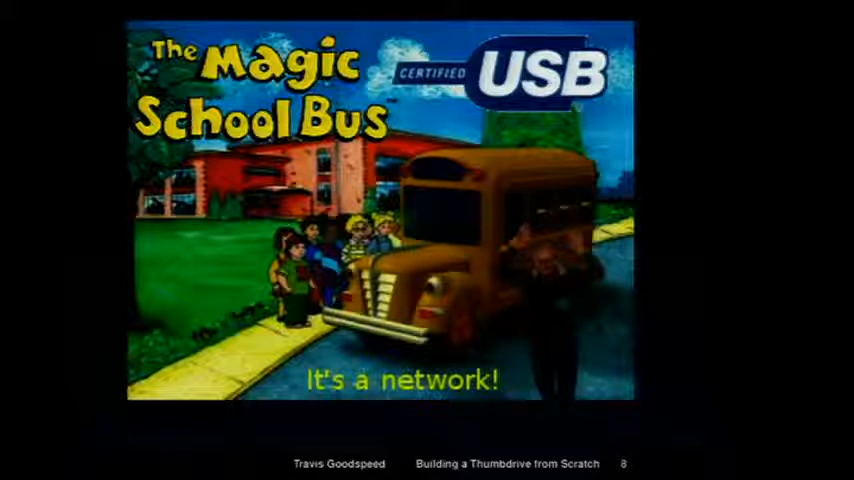 The Magic
School Bus
CERTIFIED USB
It's a network!
Travis Goodspeed Building a Thumbdrive from Scratch 8